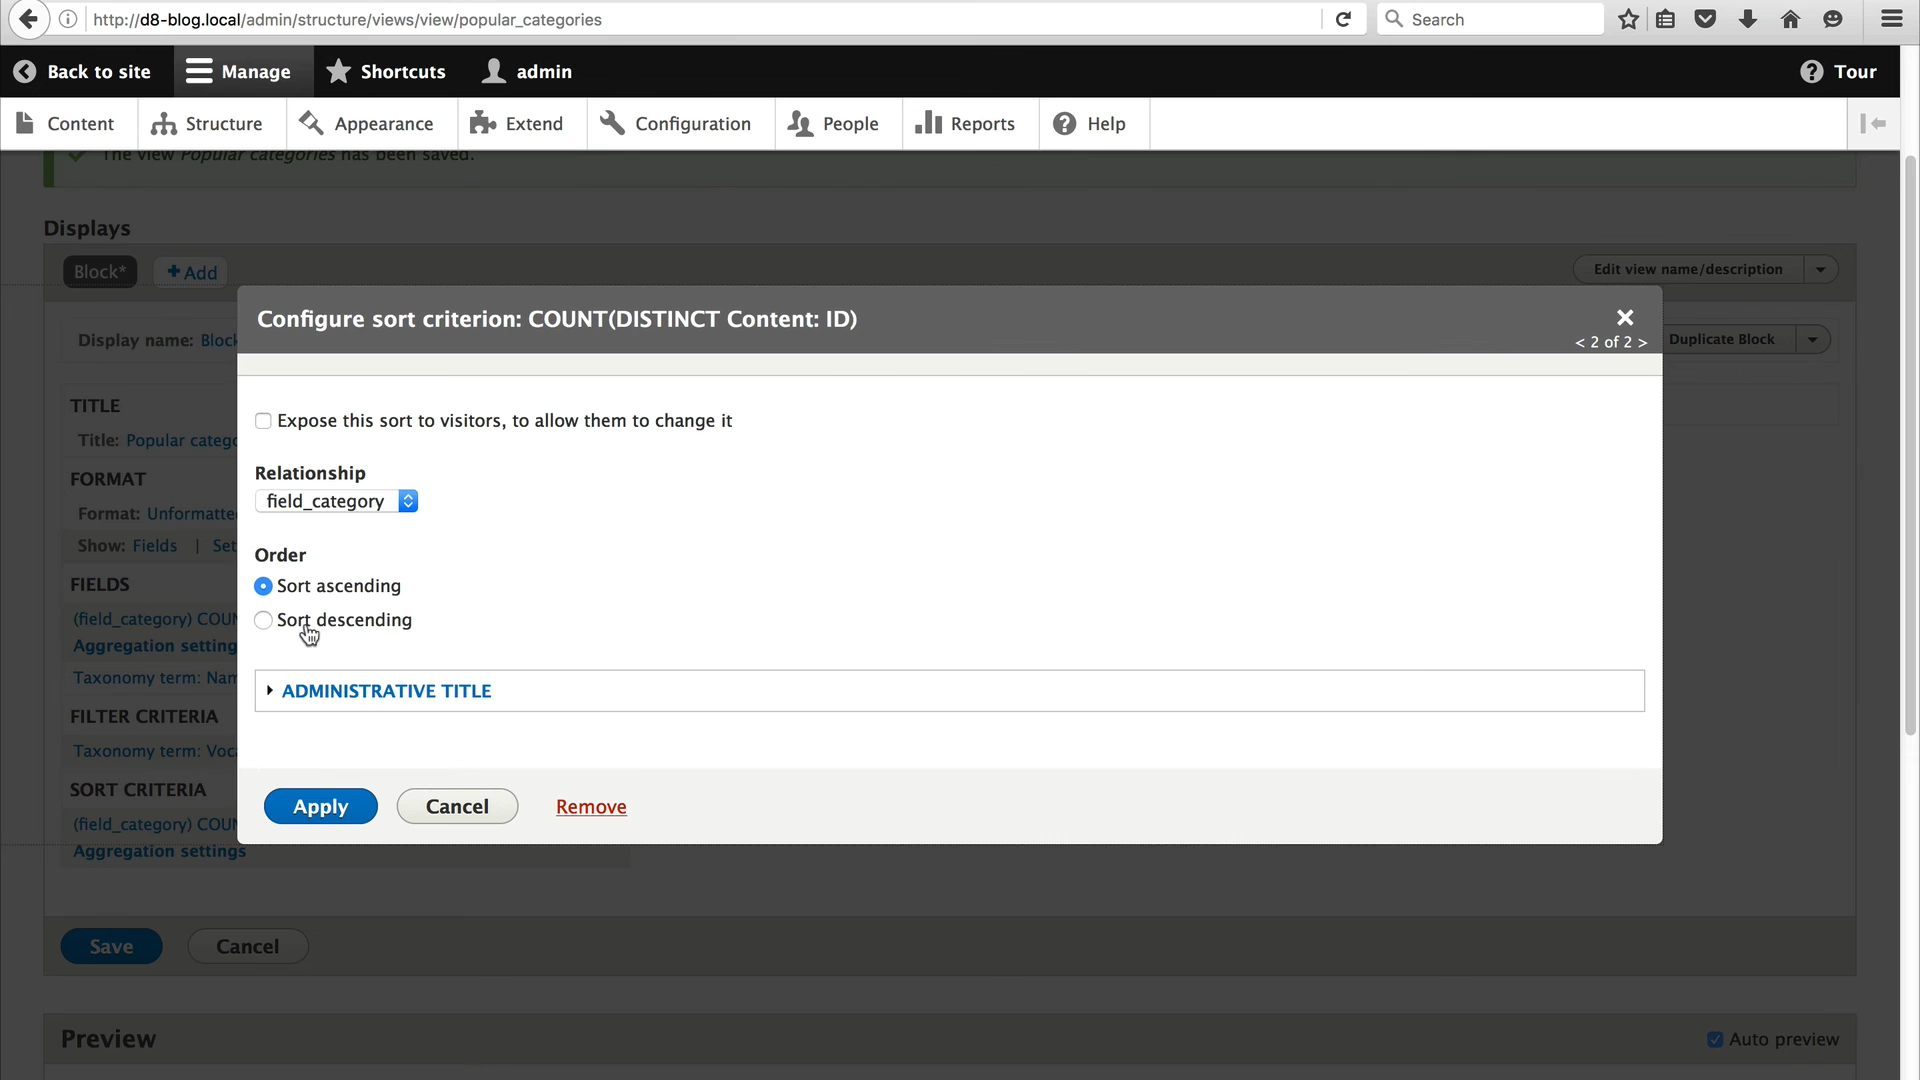 http://d8-blog.local/admin/structure/views/view/popular_categories
Search
Back to site
Manage
Shortcuts
admin
Tour
Content
Structure
Appearance
Extend
Configuration
People
Reports
Help
The view Popular categories has been saved.
Displays
Block*
+ Add
Edit view name/description
Configure sort criterion: COUNT(DISTINCT Content: ID)
< 2 of 2 >
Display name: Block
Duplicate Block
TITLE
Title: Popular catego
FORMAT
Format: Unformatte
Show: Fields | Set
FIELDS
(field_category) COUN
Aggregation setting
Taxonomy term: Nam
FILTER CRITERIA
Taxonomy term: Voca
SORT CRITERIA
(field_category) COUN
Aggregation settings
Expose this sort to visitors, to allow them to change it
Relationship
field_category
Order
Sort ascending
Sort descending
ADMINISTRATIVE TITLE
Apply
Cancel
Remove
Save
Cancel
Preview
Auto preview